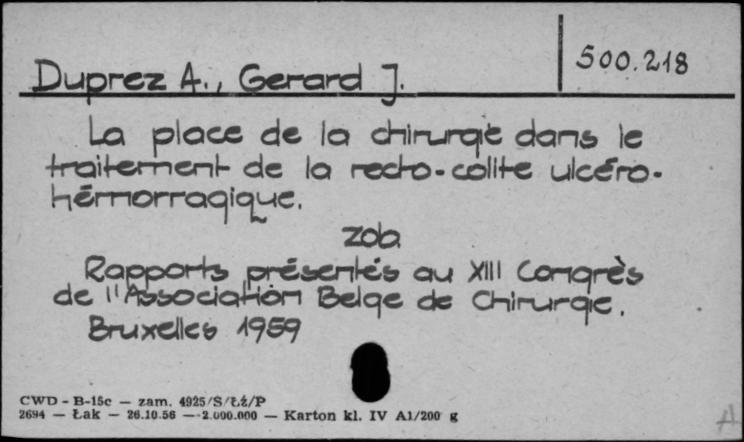 500.218
Duprez A., Gerard J.
La place de la chirurgie dans le
traitement de la recto-colite ulcéro-
hémorragique.
zob.
Rapports présentés au XIII Congrès
de l'Association Belge de Chirurgie.
Bruxelles 1959
CWD - B-15c — zam. 4925/S/Łż/P
2694 — Łak — 26.10.56 — 2.000.000 — Karton kl. IV A1/200 g